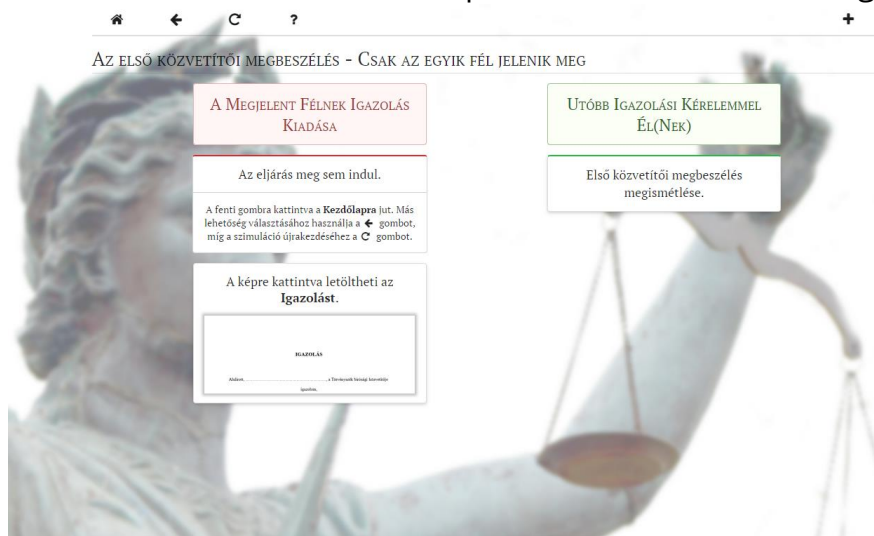 ?
+
Az első közvetítői megbeszélés - Csak az egyik fél jelenik meg
A Megjelent Félnek Igazolás
Kiadása
Az eljárás meg sem indul.
A fenti gombra kattintva a Kezdőlapra jut. Más
lehetőség választásához használja a gombot,
míg a szimuláció újrakezdéséhez a gombot.
A képre kattintva letöltheti az
Igazolást.
IGAZOLÁS
Utóbb Igazolási Kérelemmel
Él(Nek)
Első közvetítői megbeszélés
megismétlése.